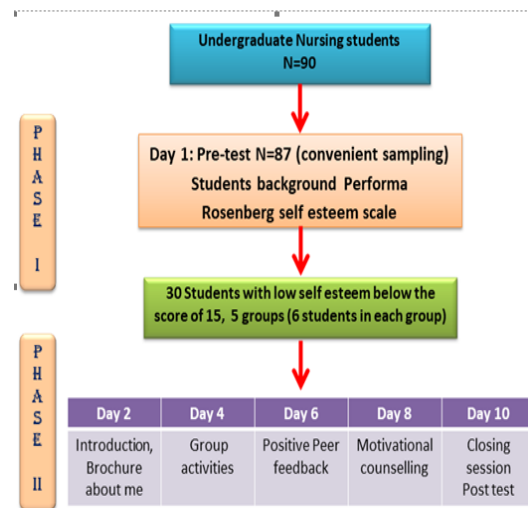 Undergraduate Nursing students
N=90
P
H
A
S
E
I
Day 1: Pre-test N=87 (convenient sampling)
Students background Performa
Rosenberg self esteem scale
30 Students with low self esteem below the
score of 15, 5 groups (6 students in each group)
P
H
A
S
E
II
Day 2
Day 4
Day 6
Day 8
Day 10
Introduction,
Brochure
about me
Group
activities
Positive Peer
feedback
Motivational
counselling
Closing
session
Post test